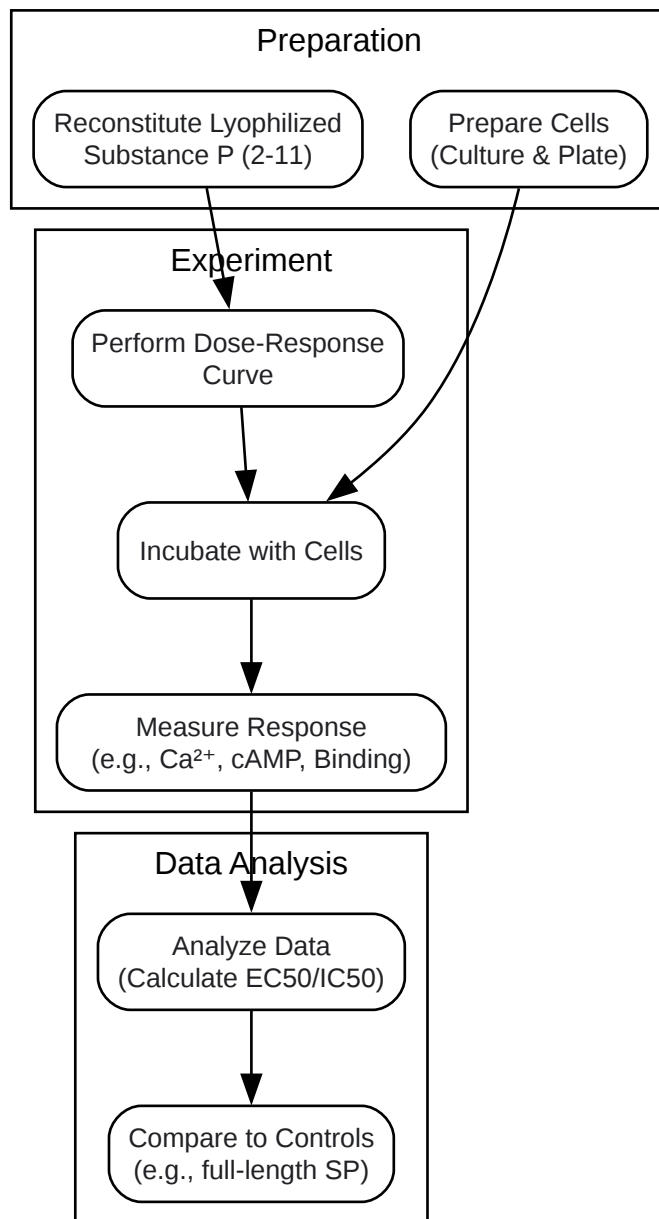 Preparation
Reconstitute Lyophilized
Substance P (2-11)
Prepare Cells
(Culture & Plate)
Experiment
Perform Dose-Response
Curve
Incubate with Cells
Measure Response
(e.g., Ca²⁺, cAMP, Binding)
Data Analysis
Analyze Data
(Calculate EC50/IC50)
Compare to Controls
(e.g., full-length SP)